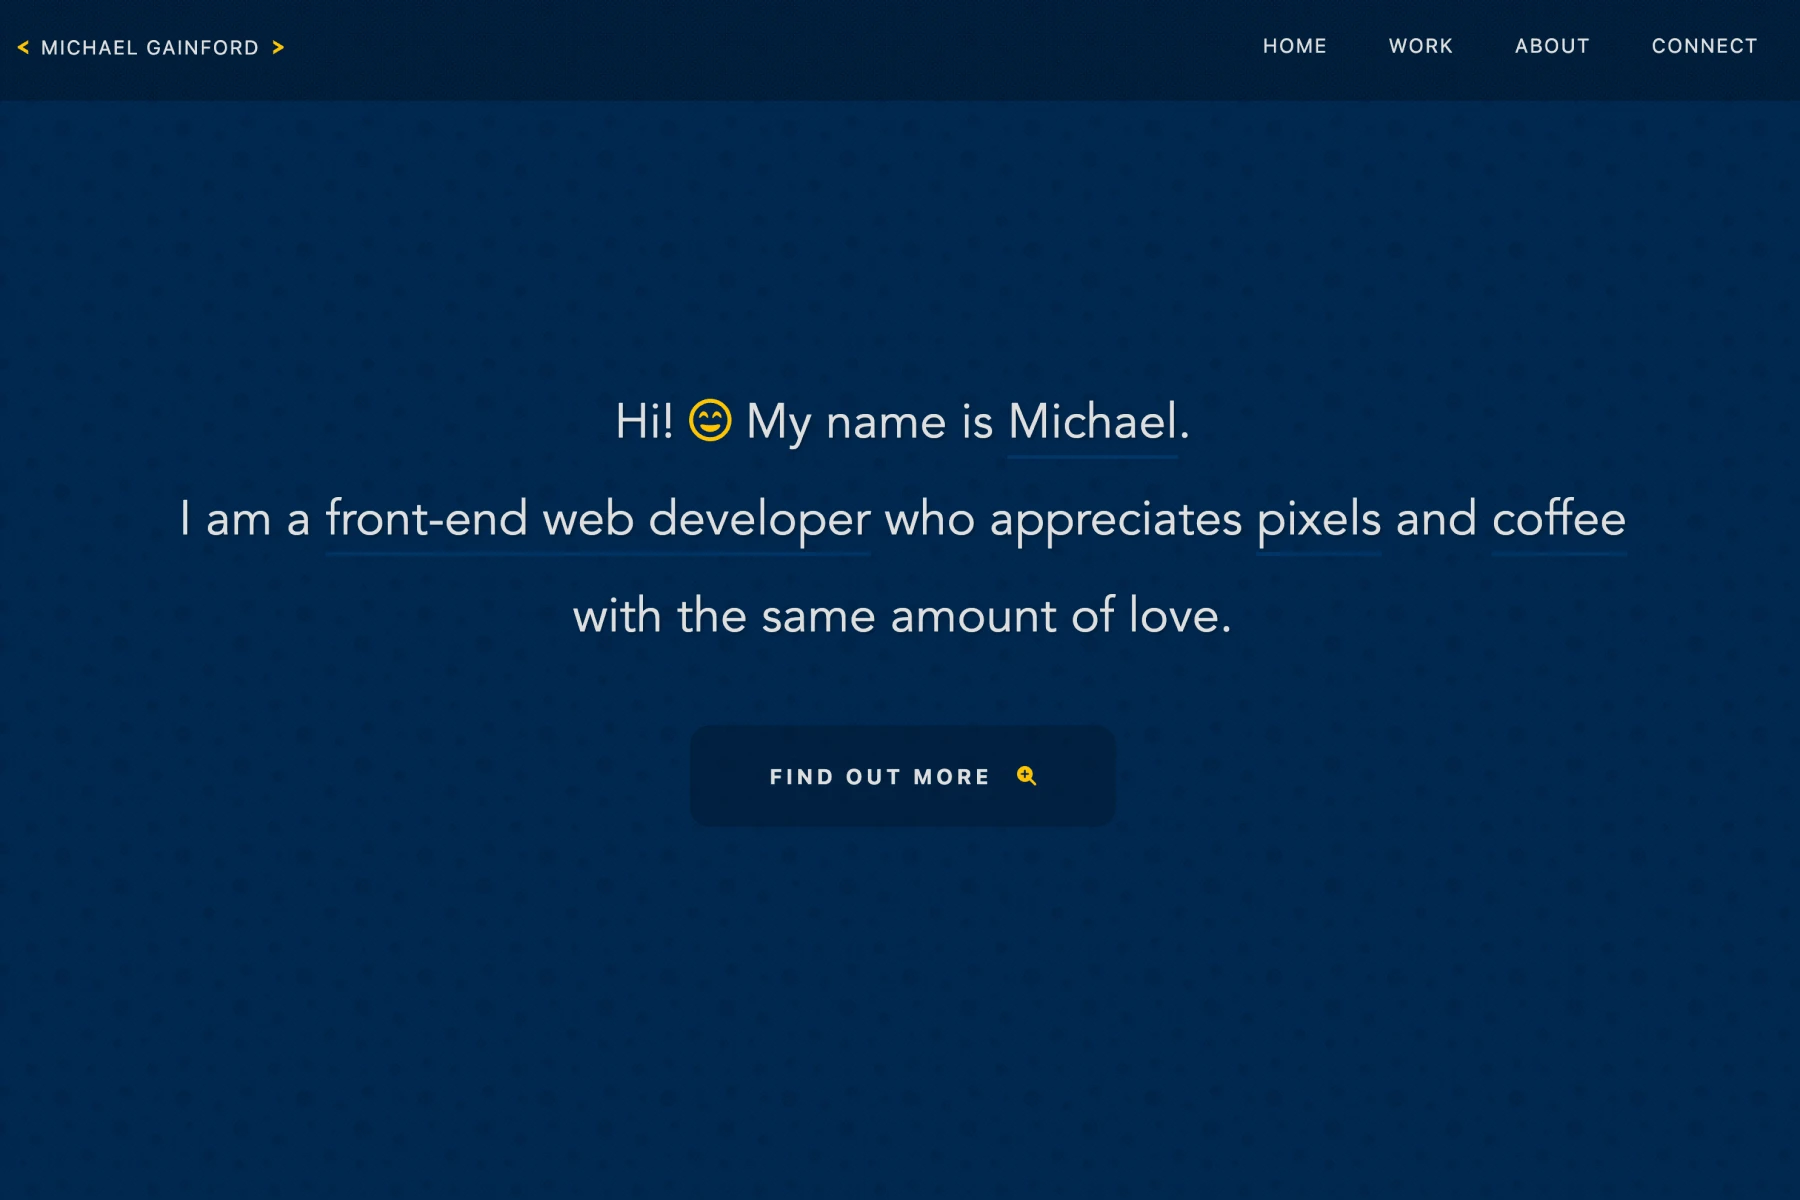 < MICHAEL GAINFORD >
HOME WORK ABOUT CONNECT
Hi! My name is Michael.
I am a front-end web developer who appreciates pixels and coffee
with the same amount of love.
FIND OUT MORE